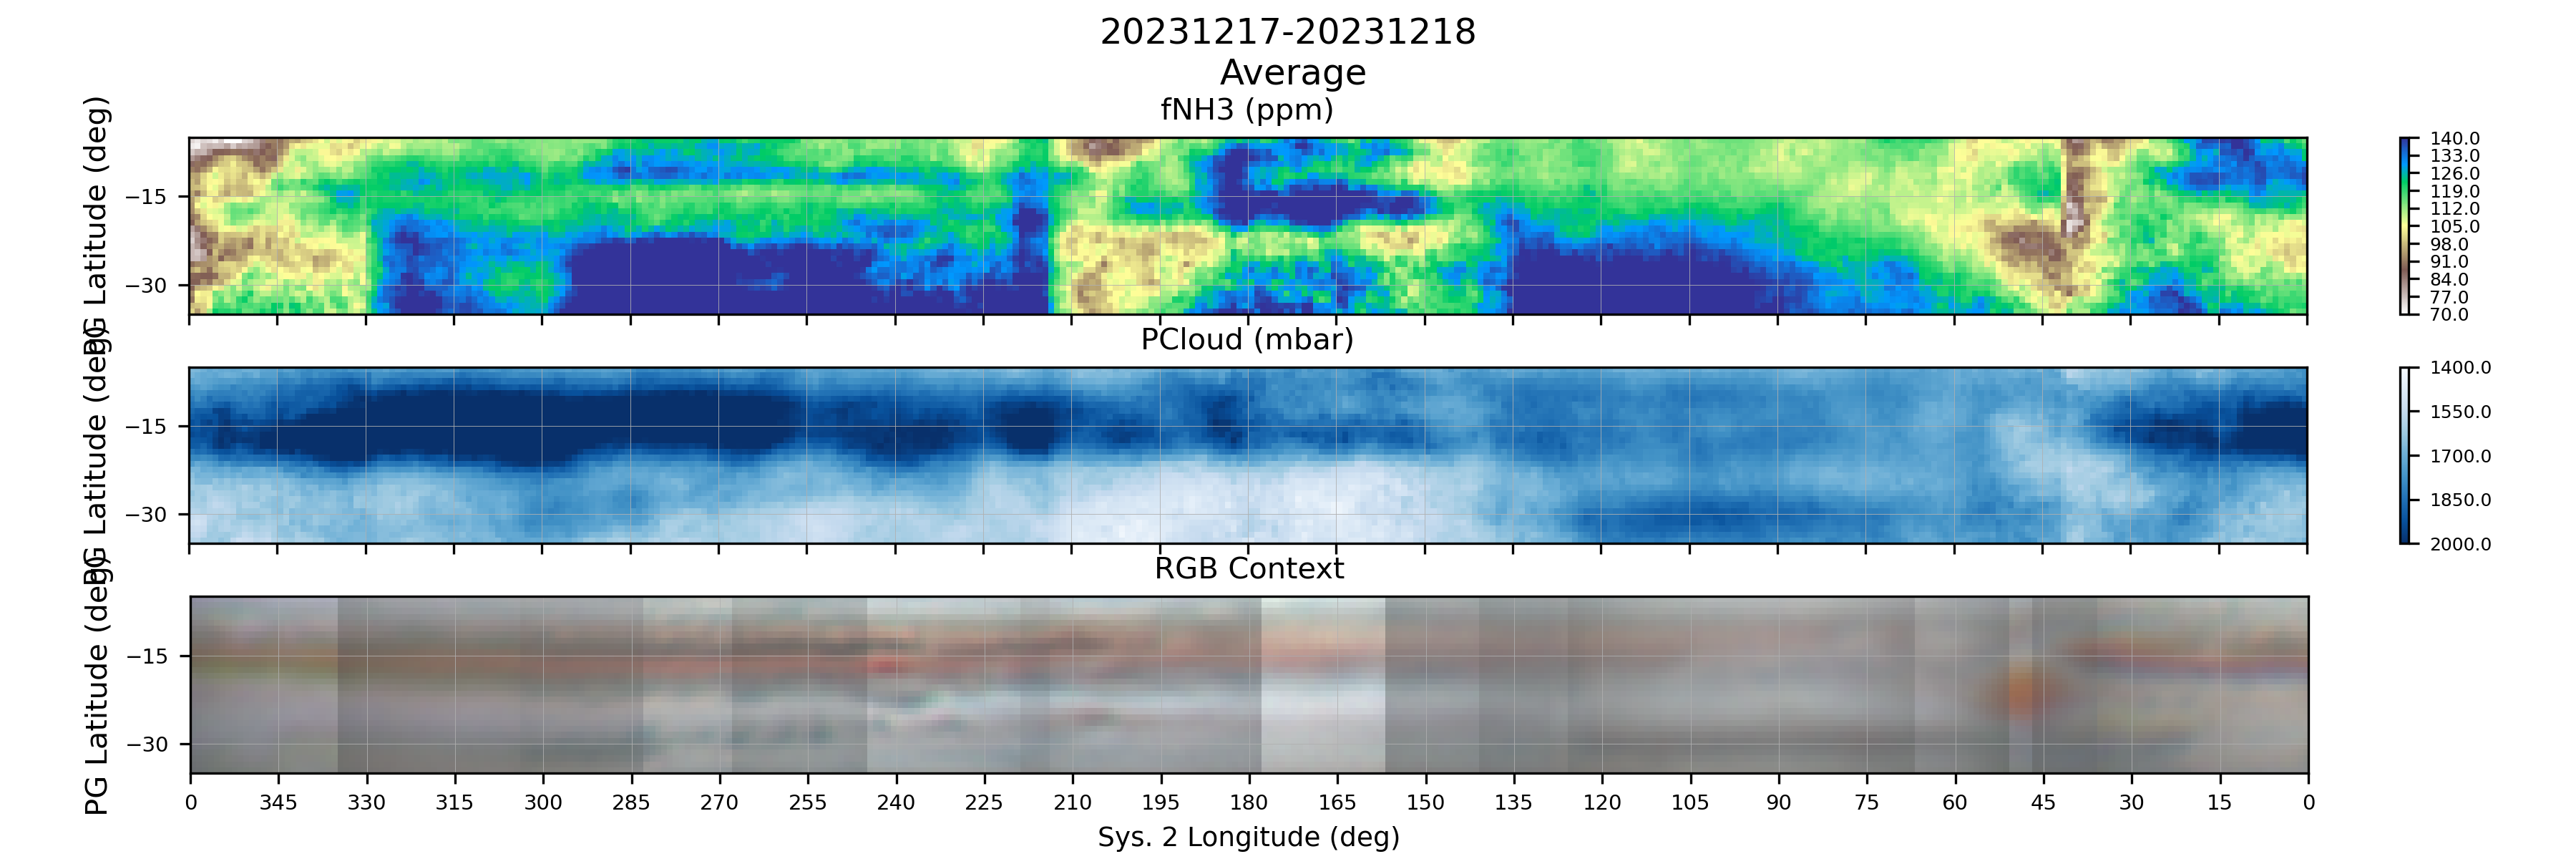 20231217-20231218
Average
fNH3 (ppm)
PG Latitude (deg)
−15
−30
140.0
133.0
126.0
119.0
112.0
105.0
98.0
91.0
84.0
77.0
70.0
PCloud (mbar)
PG Latitude (deg)
−15
−30
1400.0
1550.0
1700.0
1850.0
2000.0
RGB Context
PG Latitude (deg)
−15
−30
0 345 330 315 300 285 270 255 240 225 210 195 180 165 150 135 120 105 90 75 60 45 30 15 0
Sys. 2 Longitude (deg)